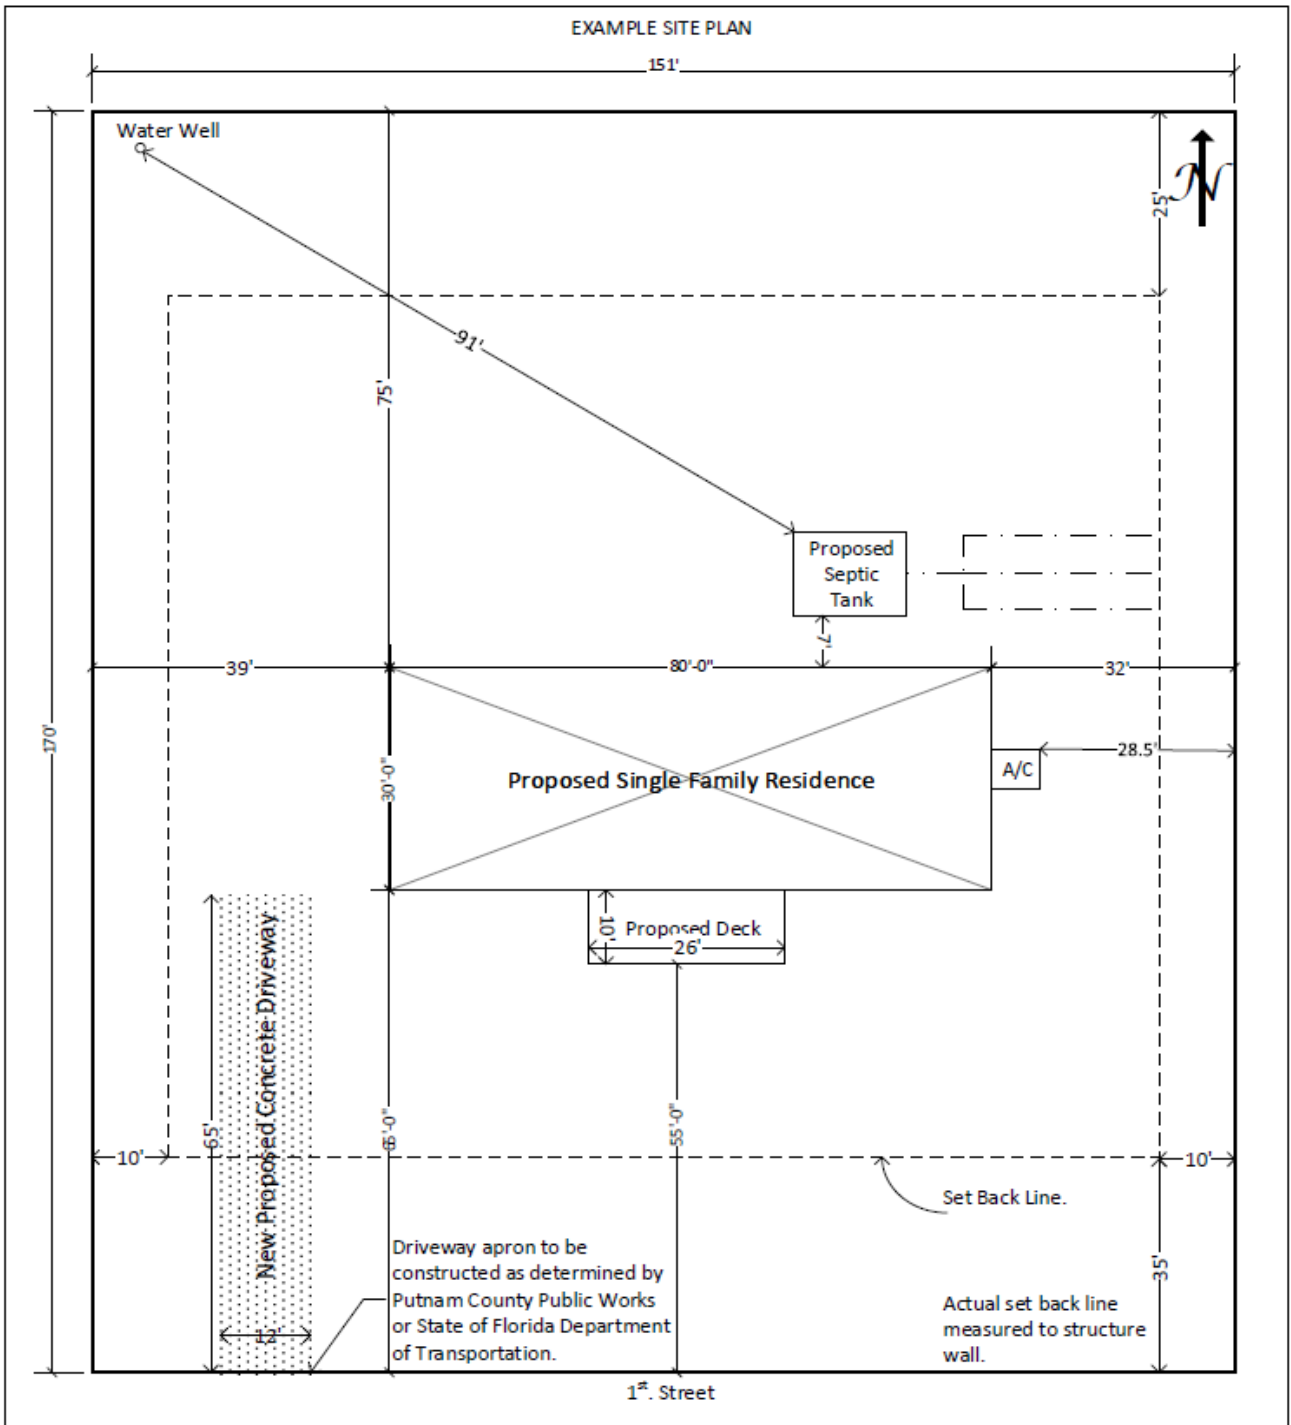 EXAMPLE SITE PLAN
151'
Water Well
N
25'
91'
75'
Proposed
Septic
Tank
7'
39'
80'-0"
32'
170'
28.5'
A/C
30'-0"
Proposed Single Family Residence
10'
Proposed Deck
26'
New Proposed Concrete Driveway
65'
55'-0"
10'
10'
Set Back Line.
Driveway apron to be
constructed as determined by
Putnam County Public Works
or State of Florida Department
of Transportation.
35'
Actual set back line
measured to structure
wall.
12'
1st. Street